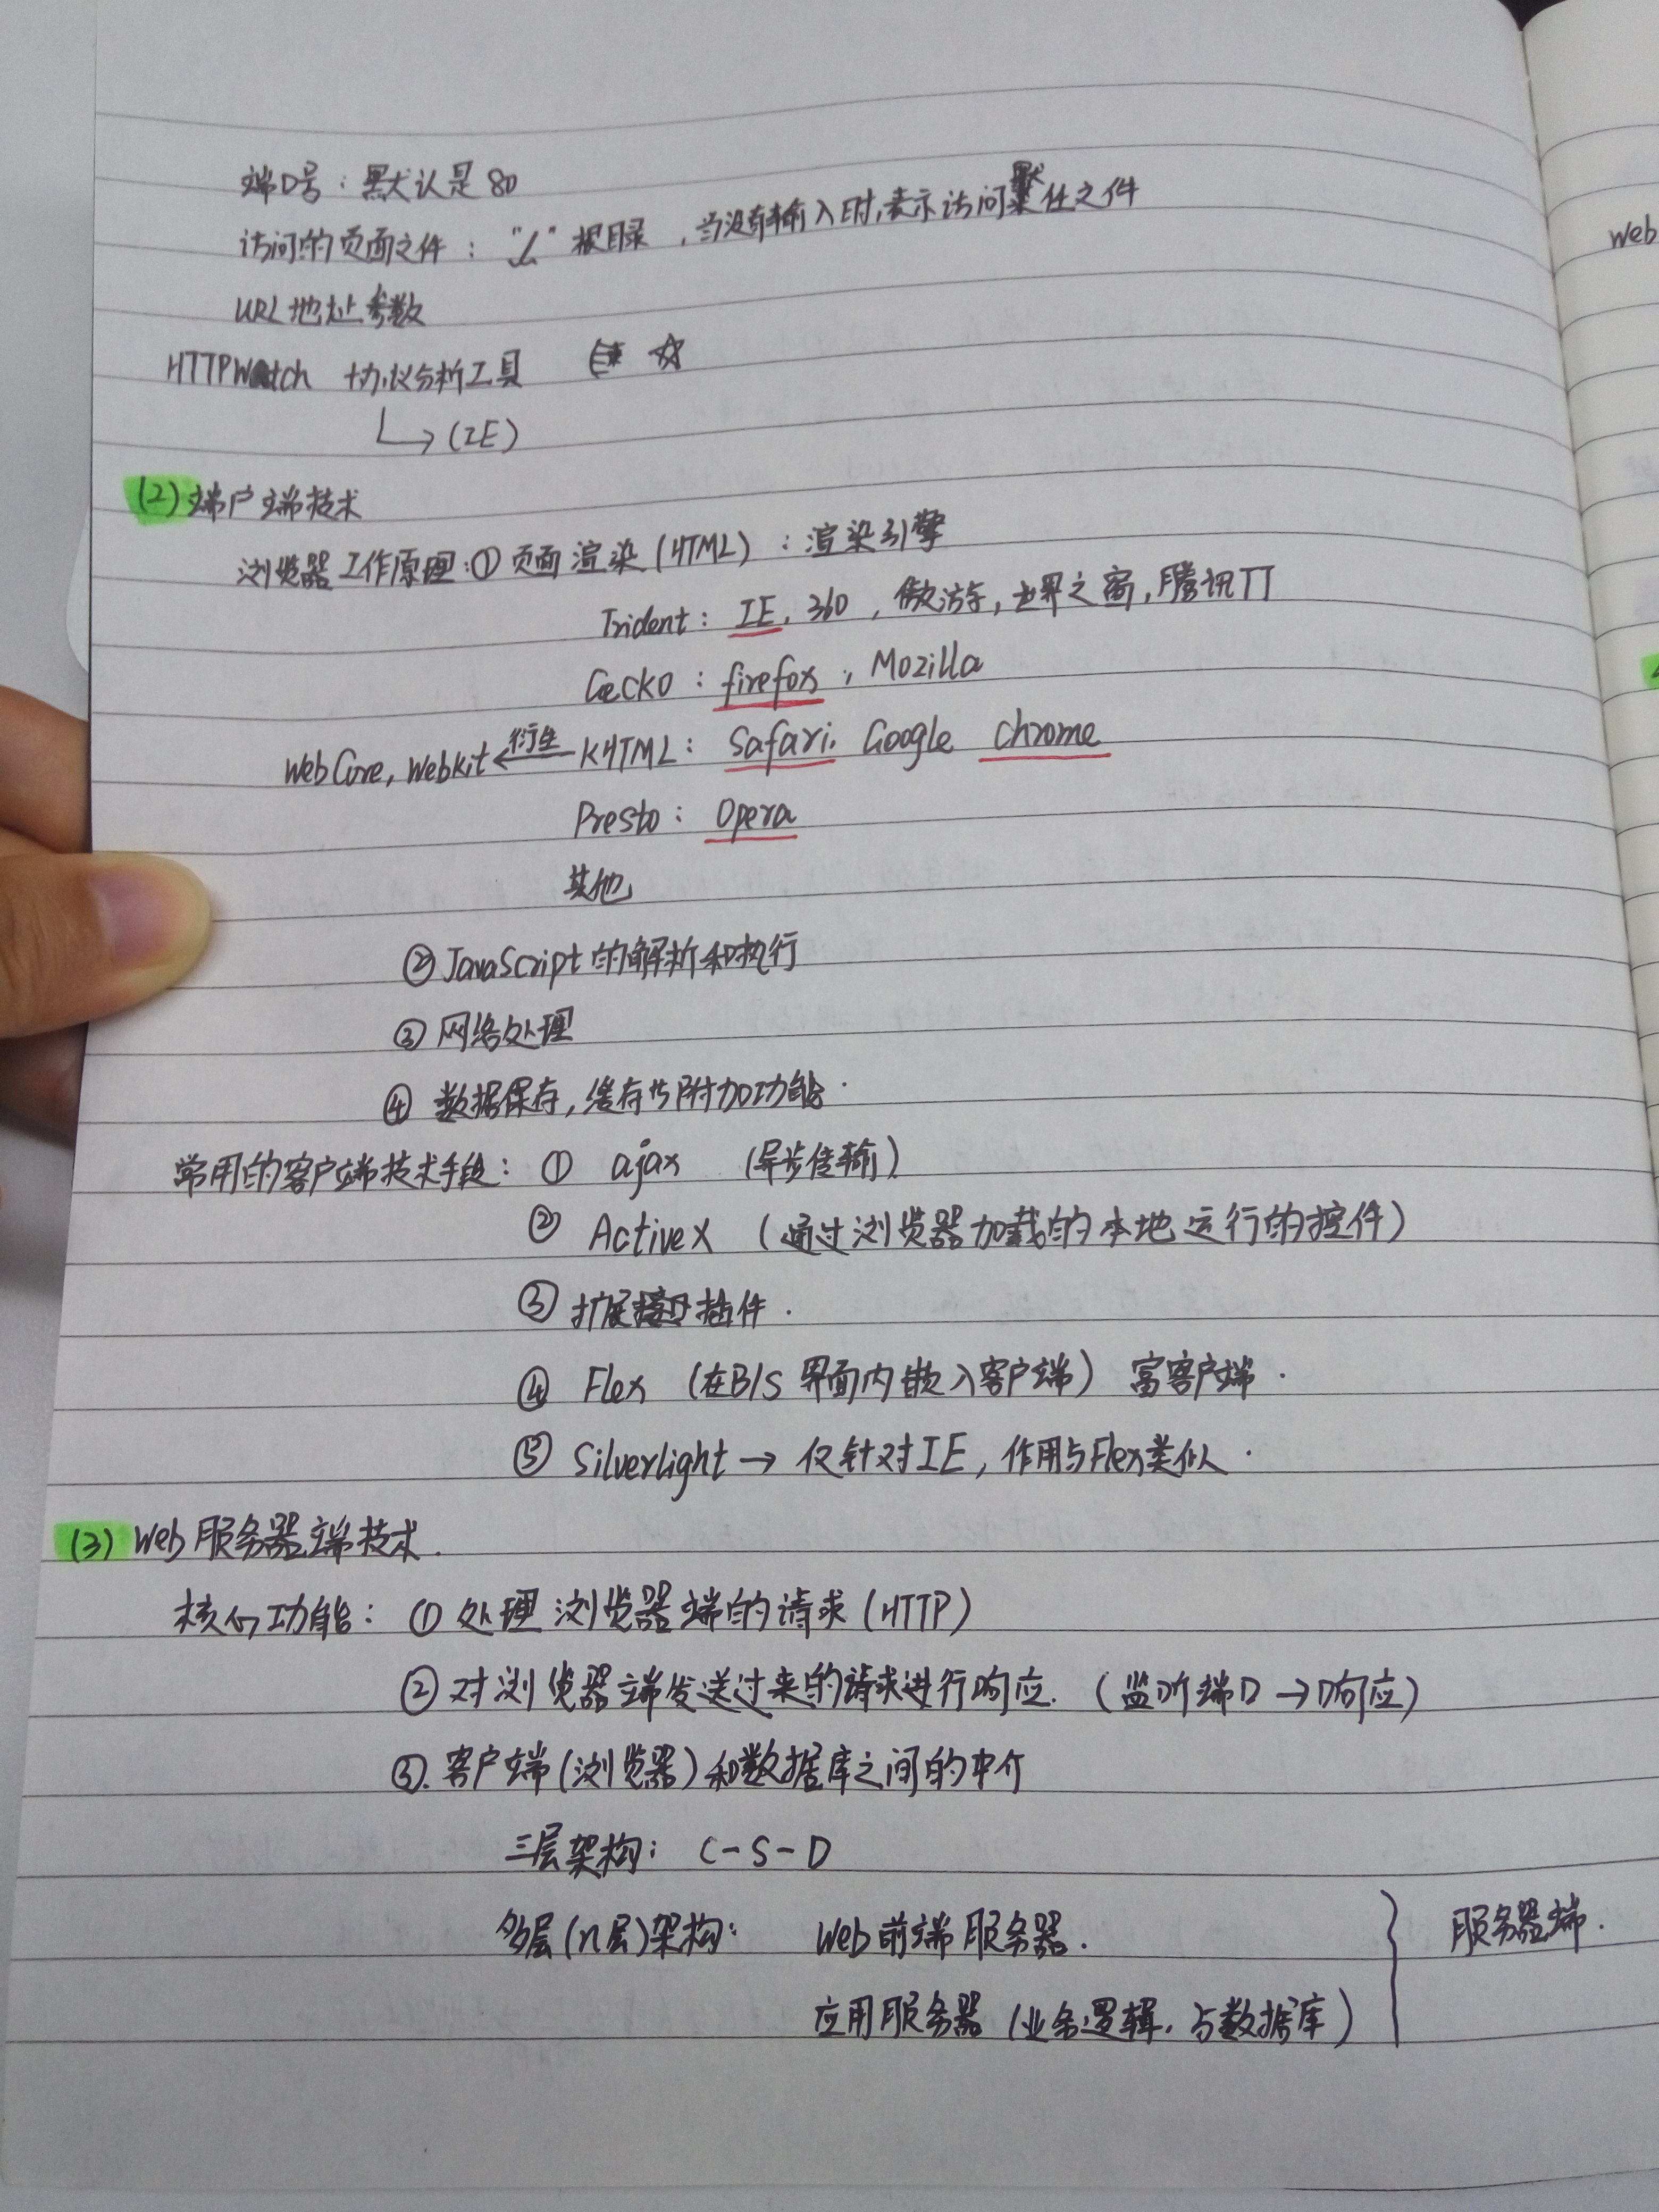 端口号：默认是80
访问的页面文件："/" 根目录，当没有输入时，表示访问默任文件
URL地址参数
HTTPWatch 协议分析工具 ☆
↳ (IE)
(2) 端户端技术
浏览器工作原理：① 页面渲染(HTML)：渲染引擎
Trident：IE, 360, 傲游, 世界之窗, 腾讯TT
Gecko：firefox, Mozilla
WebCore, Webkit ⇐衍生 KHTML：Safari. Google Chrome
Presto：Opera
其他
② JavaScript的解析和执行
③ 网络处理
④ 数据保存, 缓存与附加功能.
常用的客户端技术手段：① ajax (异步传输)
② ActiveX (通过浏览器加载的本地运行的控件)
③ 扩展接口插件.
④ Flex (在B/S界面内嵌入客户端) 富客户端.
⑤ Silverlight → 仅针对IE, 作用与Flex类似.
(3) Web服务器端技术.
核心功能：① 处理浏览器端的请求(HTTP)
② 对浏览器端发送过来的请求进行响应. (监听端口→响应)
③. 客户端(浏览器)和数据库之间的中介
三层架构：C-S-D
多层(n层)架构：Web前端服务器. } 服务器端.
应用服务器 (业务逻辑, 与数据库)
Web